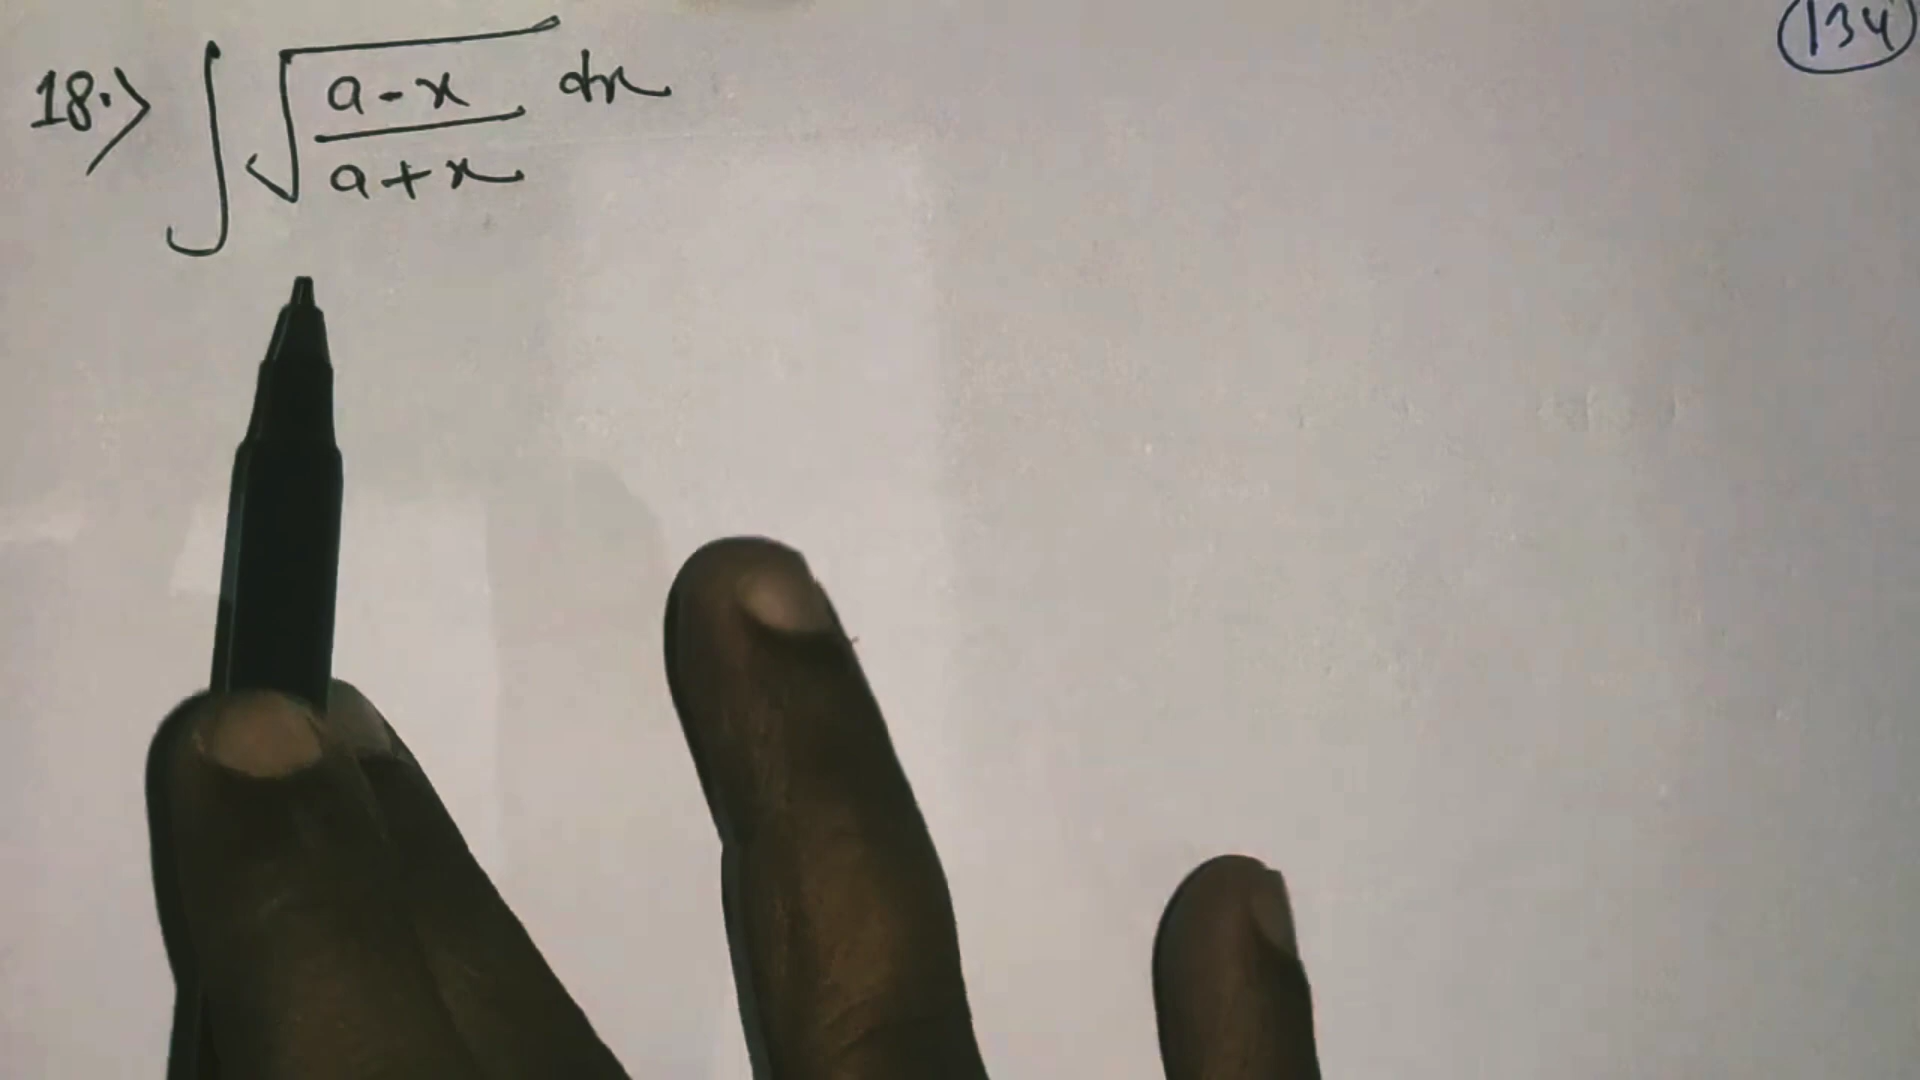 134
18.) ∫ √((a-x)/(a+x)) dx